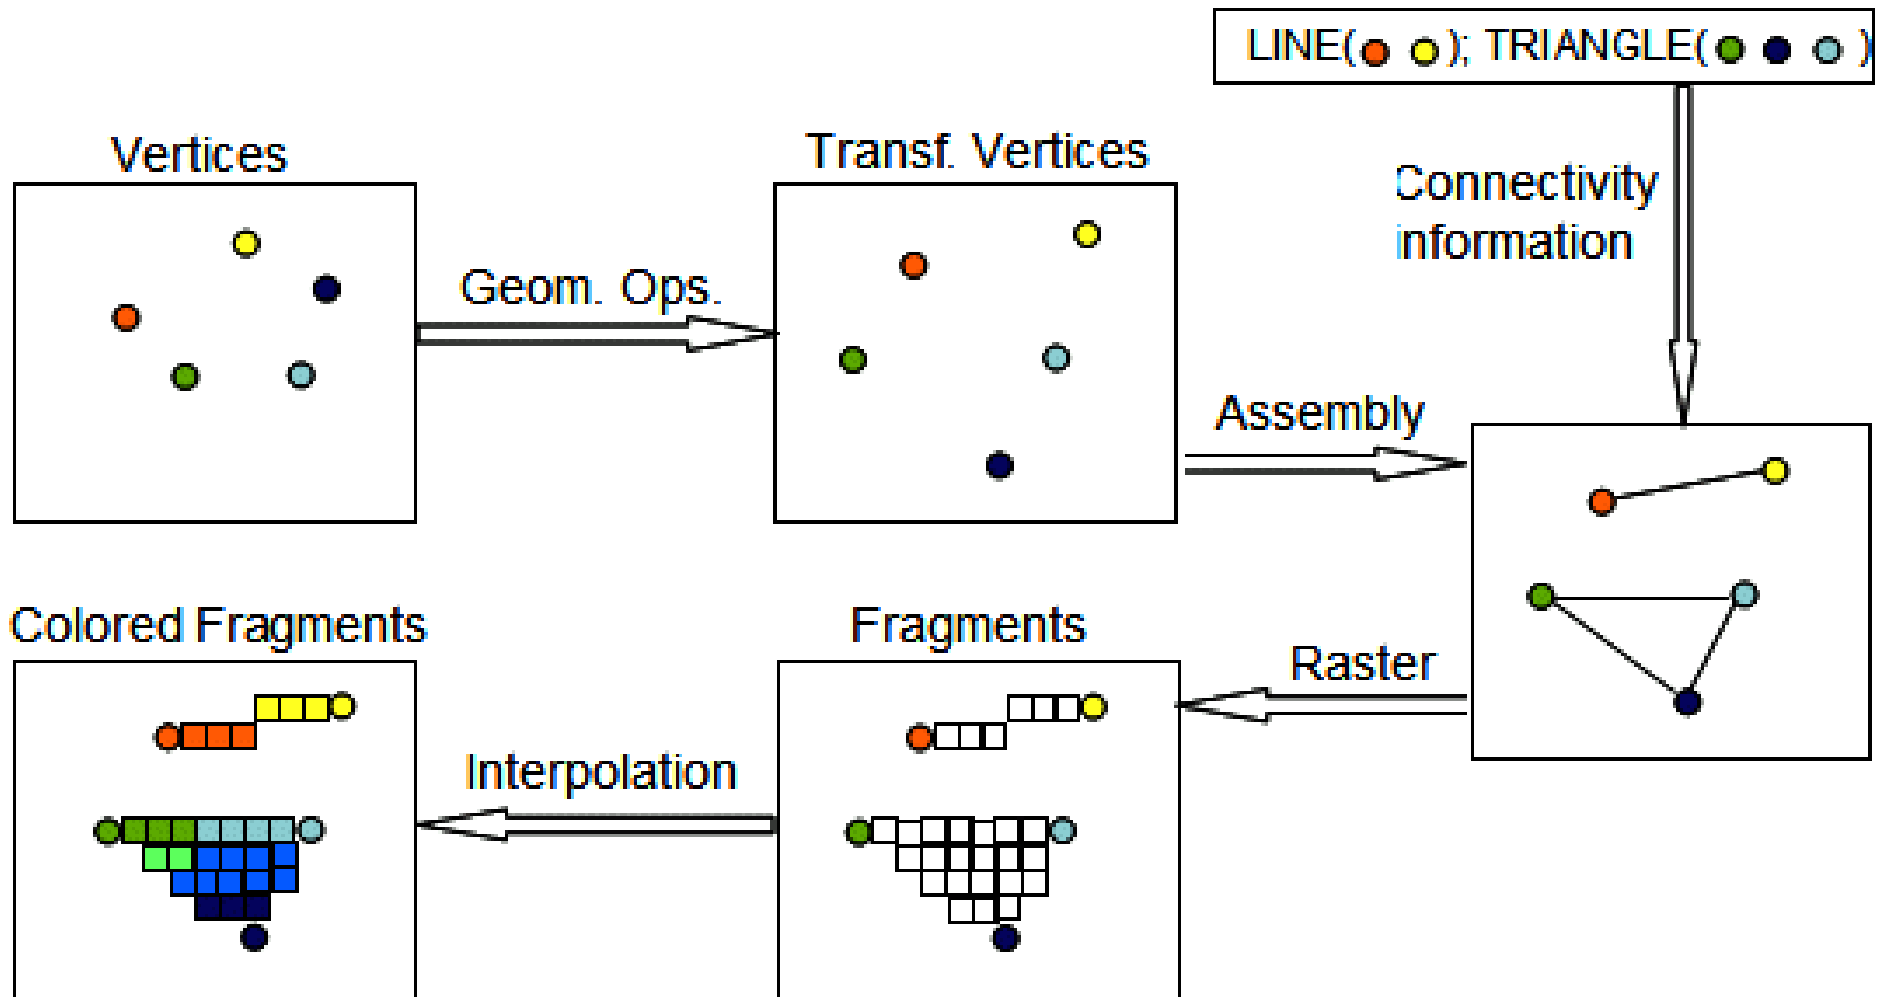 LINE( ); TRIANGLE( )
Vertices
Transf. Vertices
Connectivity
information
Geom. Ops.
Assembly
Colored Fragments
Fragments
Raster
Interpolation